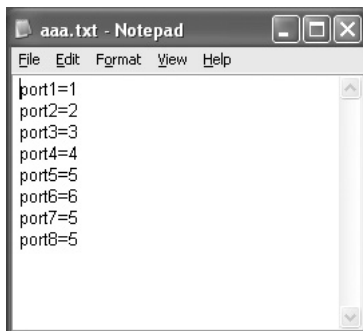 aaa.txt - Notepad
File Edit Format View Help
port1=1
port2=2
port3=3
port4=4
port5=5
port6=6
port7=5
port8=5